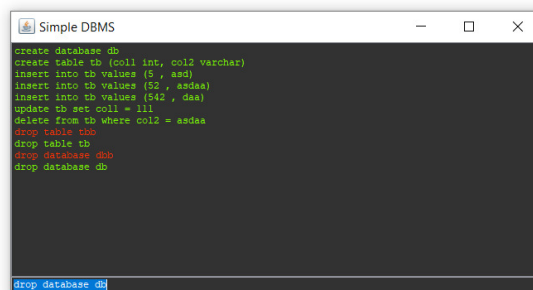 Simple DBMS
create database db
create table tb (col1 int, col2 varchar)
insert into tb values (5 , asd)
insert into tb values (52 , asdaa)
insert into tb values (542 , daa)
update tb set col1 = 111
delete from tb where col2 = asdaa
drop table tbb
drop table tb
drop database dbb
drop database db
drop database db